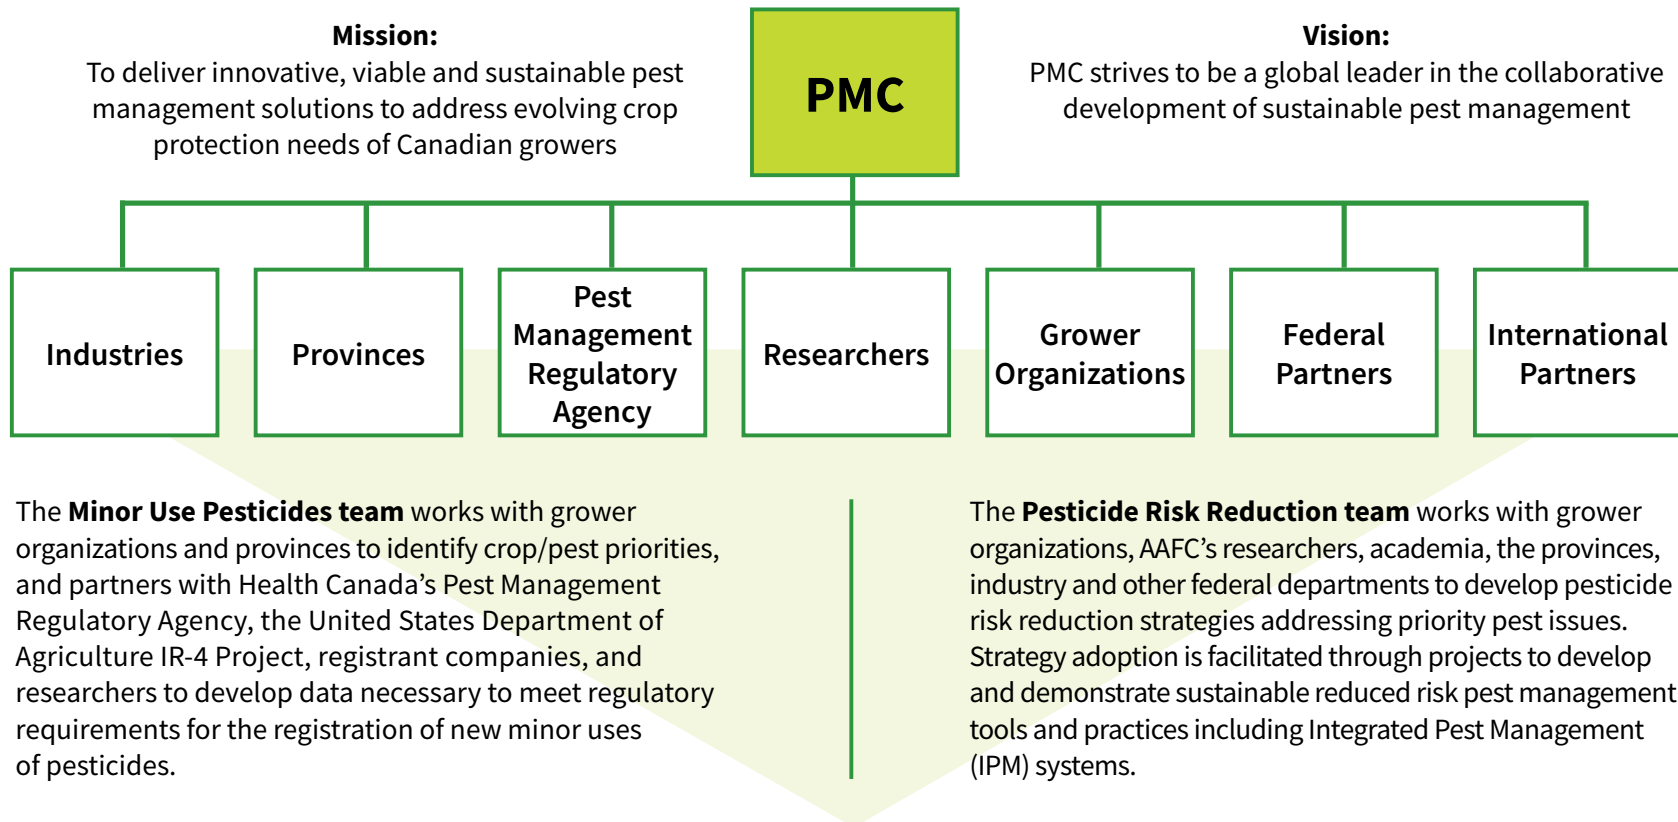 Mission:
To deliver innovative, viable and sustainable pest
management solutions to address evolving crop
protection needs of Canadian growers
PMC
Vision:
PMC strives to be a global leader in the collaborative
development of sustainable pest management
Industries
Provinces
Pest
Management
Regulatory
Agency
Researchers
Grower
Organizations
Federal
Partners
International
Partners
The Minor Use Pesticides team works with grower
organizations and provinces to identify crop/pest priorities,
and partners with Health Canada’s Pest Management
Regulatory Agency, the United States Department of
Agriculture IR-4 Project, registrant companies, and
researchers to develop data necessary to meet regulatory
requirements for the registration of new minor uses
of pesticides.
The Pesticide Risk Reduction team works with grower
organizations, AAFC’s researchers, academia, the provinces,
industry and other federal departments to develop pesticide
risk reduction strategies addressing priority pest issues.
Strategy adoption is facilitated through projects to develop
and demonstrate sustainable reduced risk pest management
tools and practices including Integrated Pest Management
(IPM) systems.